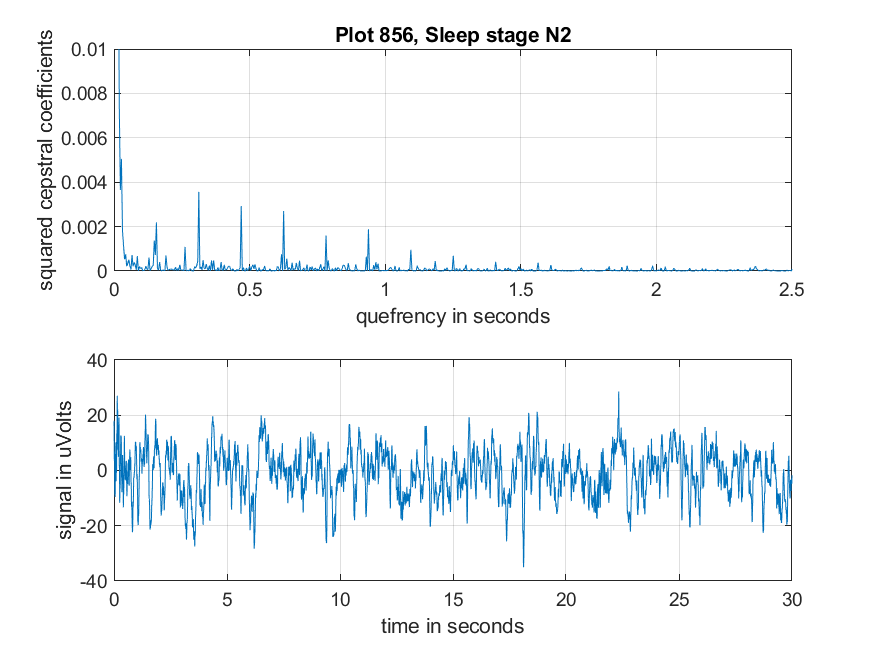 Plot 856, Sleep stage N2
squared cepstral coefficients
0.01
0.008
0.006
0.004
0.002
0
0 0.5 1 1.5 2 2.5
quefrency in seconds
signal in uVolts
40
20
0
-20
-40
0 5 10 15 20 25 30
time in seconds